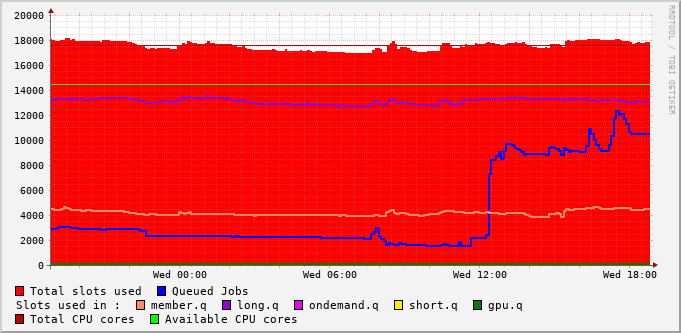 20000
18000
16000
14000
12000
10000
8000
6000
4000
2000
0
Wed 00:00 Wed 06:00 Wed 12:00 Wed 18:00
RRDTOOL / TOBI OETIKER
Total slots used Queued Jobs
Slots used in : member.q long.q ondemand.q short.q gpu.q
Total CPU cores Available CPU cores